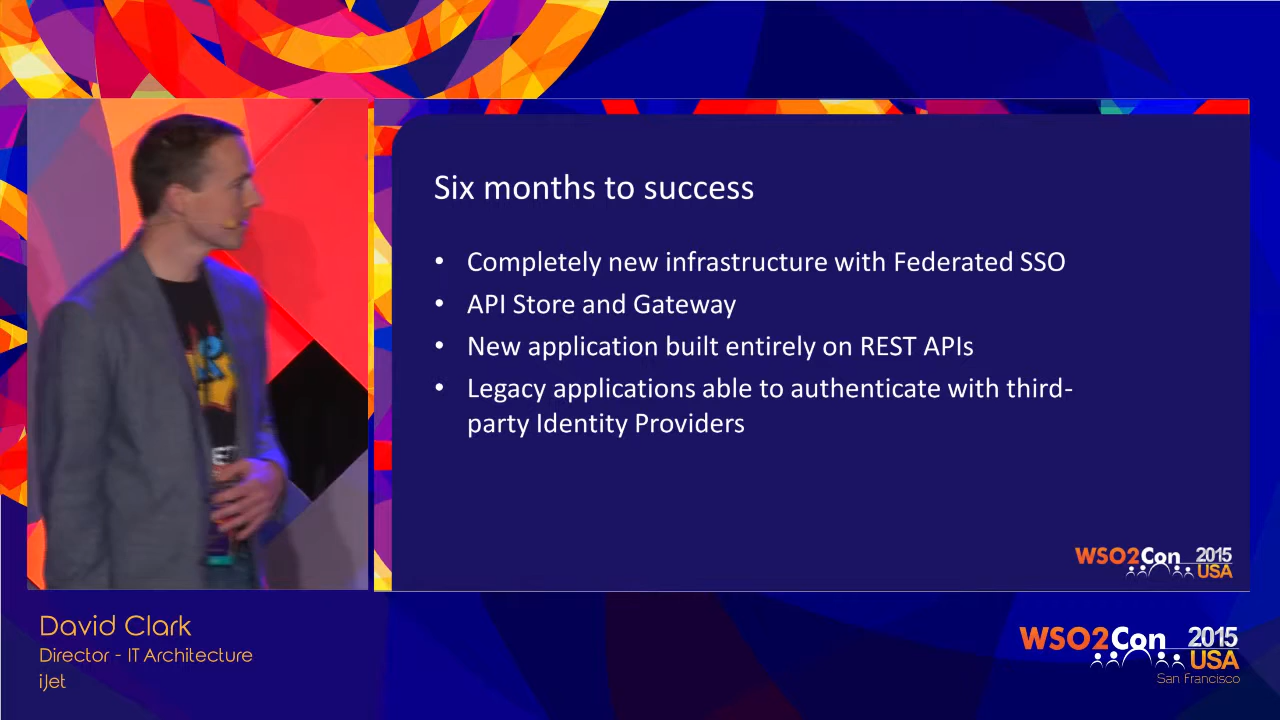 Six months to success
• Completely new infrastructure with Federated SSO
• API Store and Gateway
• New application built entirely on REST APIs
• Legacy applications able to authenticate with third-
party Identity Providers
WSO2Con 2015
USA
David Clark
Director - IT Architecture
iJet
WSO2Con 2015
USA
San Francisco